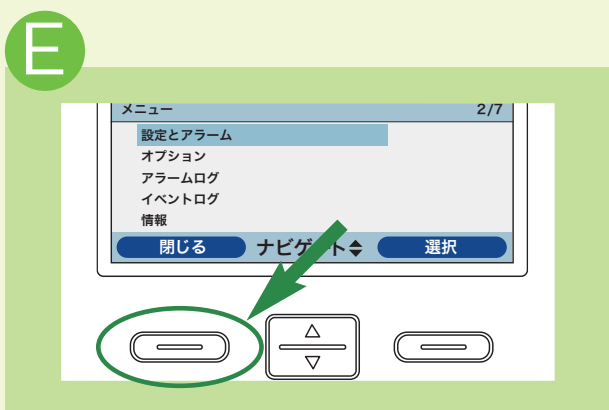 E
メニュー 2/7
設定とアラーム
オプション
アラームログ
イベントログ
情報
閉じる ナビゲート 選択